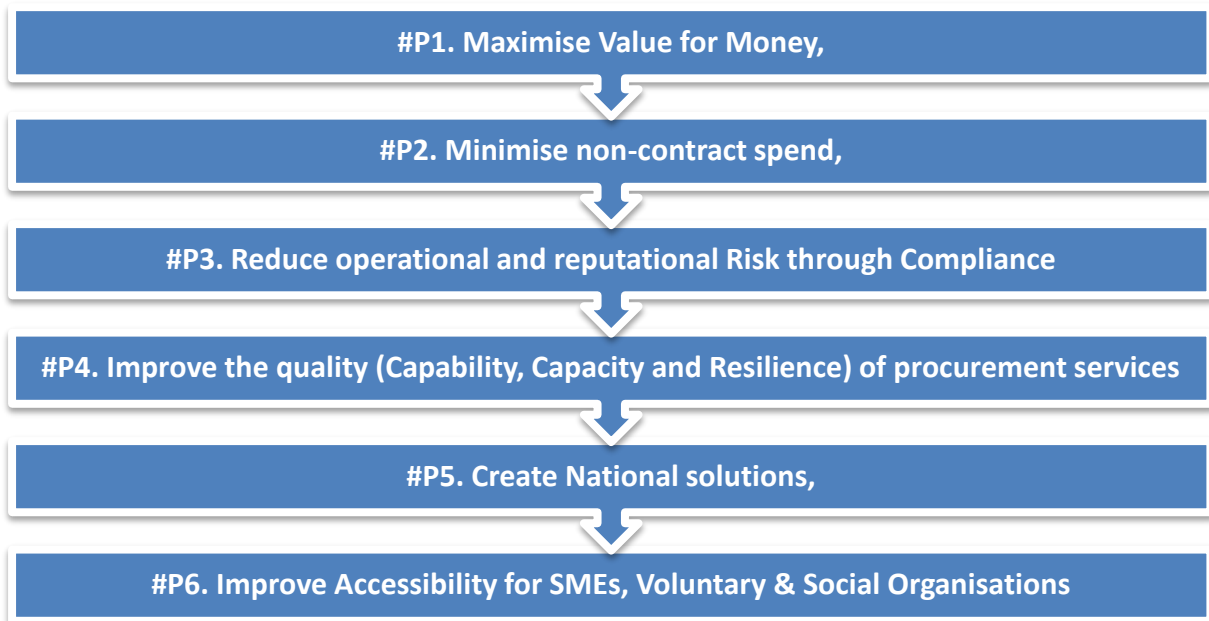 #P1. Maximise Value for Money,
#P2. Minimise non-contract spend,
#P3. Reduce operational and reputational Risk through Compliance
#P4. Improve the quality (Capability, Capacity and Resilience) of procurement services
#P5. Create National solutions,
#P6. Improve Accessibility for SMEs, Voluntary & Social Organisations